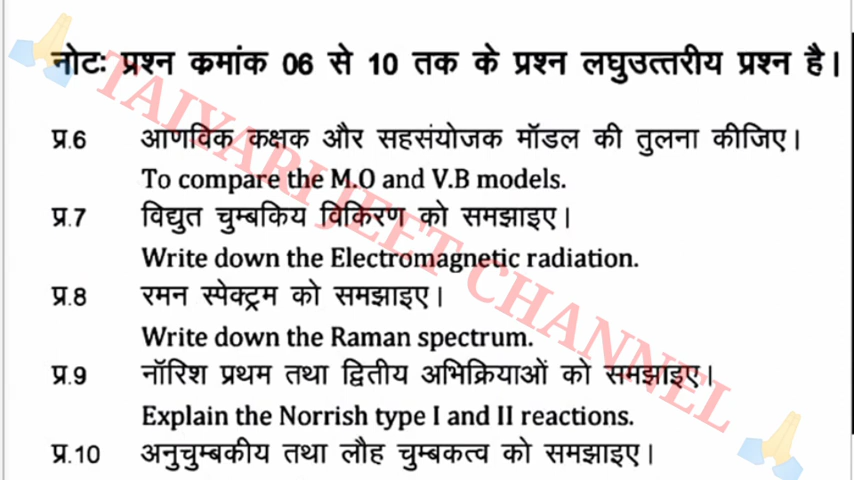 नोटः प्रश्न कमांक 06 से 10 तक के प्रश्न लघुउत्तरीय प्रश्न है।
प्र.6 आणविक कक्षक और सहसंयोजक मॉडल की तुलना कीजिए।
To compare the M.O and V.B models.
प्र.7 विद्युत चुम्बकिय विकिरण को समझाइए।
Write down the Electromagnetic radiation.
प्र.8 रमन स्पेक्ट्रम को समझाइए।
Write down the Raman spectrum.
प्र.9 नॉरिश प्रथम तथा द्वितीय अभिक्रियाओं को समझाइए।
Explain the Norrish type I and II reactions.
प्र.10 अनुचुम्बकीय तथा लौह चुम्बकत्व को समझाइए।
TAIYARI JEET CHANNEL